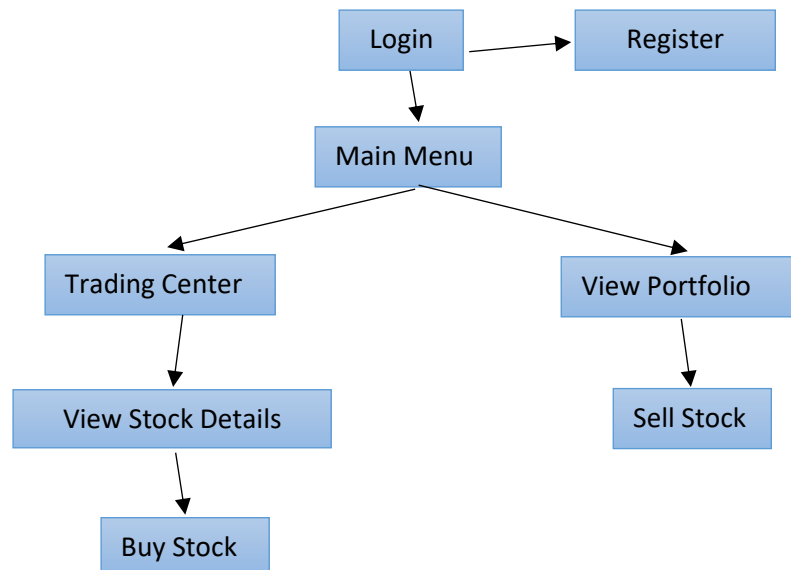 Login
Register
Main Menu
Trading Center
View Portfolio
View Stock Details
Sell Stock
Buy Stock